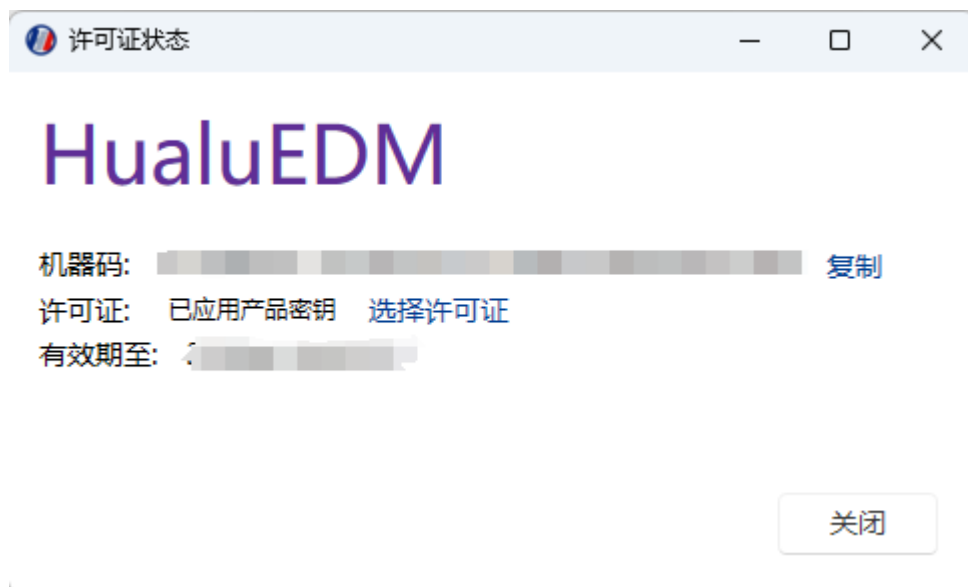 许可证状态
HualuEDM
机器码: 复制
许可证: 已应用产品密钥 选择许可证
有效期至:
关闭